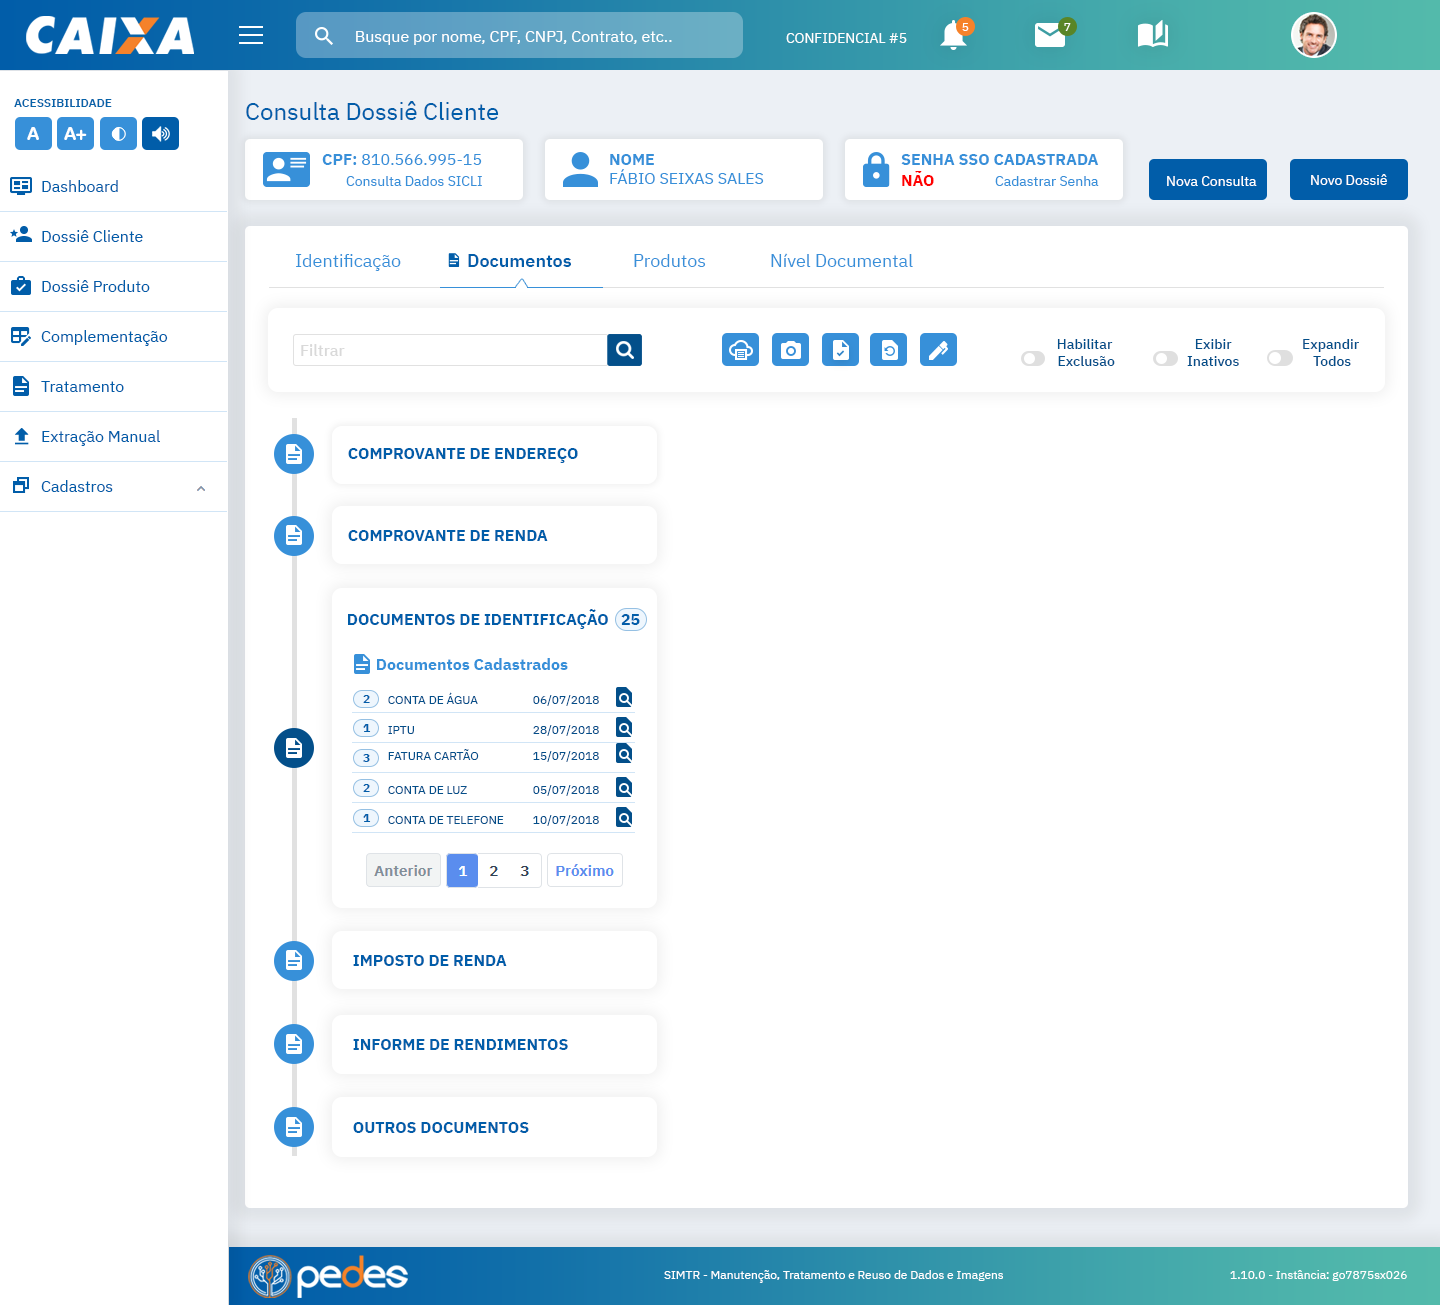 CAIXA
Busque por nome, CPF, CNPJ, Contrato, etc..
CONFIDENCIAL #5
5
7
ACESSIBILIDADE
A A+
Dashboard
Dossiê Cliente
Dossiê Produto
Complementação
Tratamento
Extração Manual
Cadastros
Consulta Dossiê Cliente
CPF: 810.566.995-15
Consulta Dados SICLI
NOME
FÁBIO SEIXAS SALES
SENHA SSO CADASTRADA
NÃO Cadastrar Senha
Nova Consulta
Novo Dossiê
Identificação Documentos Produtos Nível Documental
Filtrar
Habilitar
Exclusão
Exibir
Inativos
Expandir
Todos
COMPROVANTE DE ENDEREÇO
COMPROVANTE DE RENDA
DOCUMENTOS DE IDENTIFICAÇÃO 25
Documentos Cadastrados
2 CONTA DE ÁGUA 06/07/2018
1 IPTU 28/07/2018
3 FATURA CARTÃO 15/07/2018
2 CONTA DE LUZ 05/07/2018
1 CONTA DE TELEFONE 10/07/2018
Anterior 1 2 3 Próximo
IMPOSTO DE RENDA
INFORME DE RENDIMENTOS
OUTROS DOCUMENTOS
pedes
SIMTR - Manutenção, Tratamento e Reuso de Dados e Imagens
1.10.0 - Instância: go7875sx026